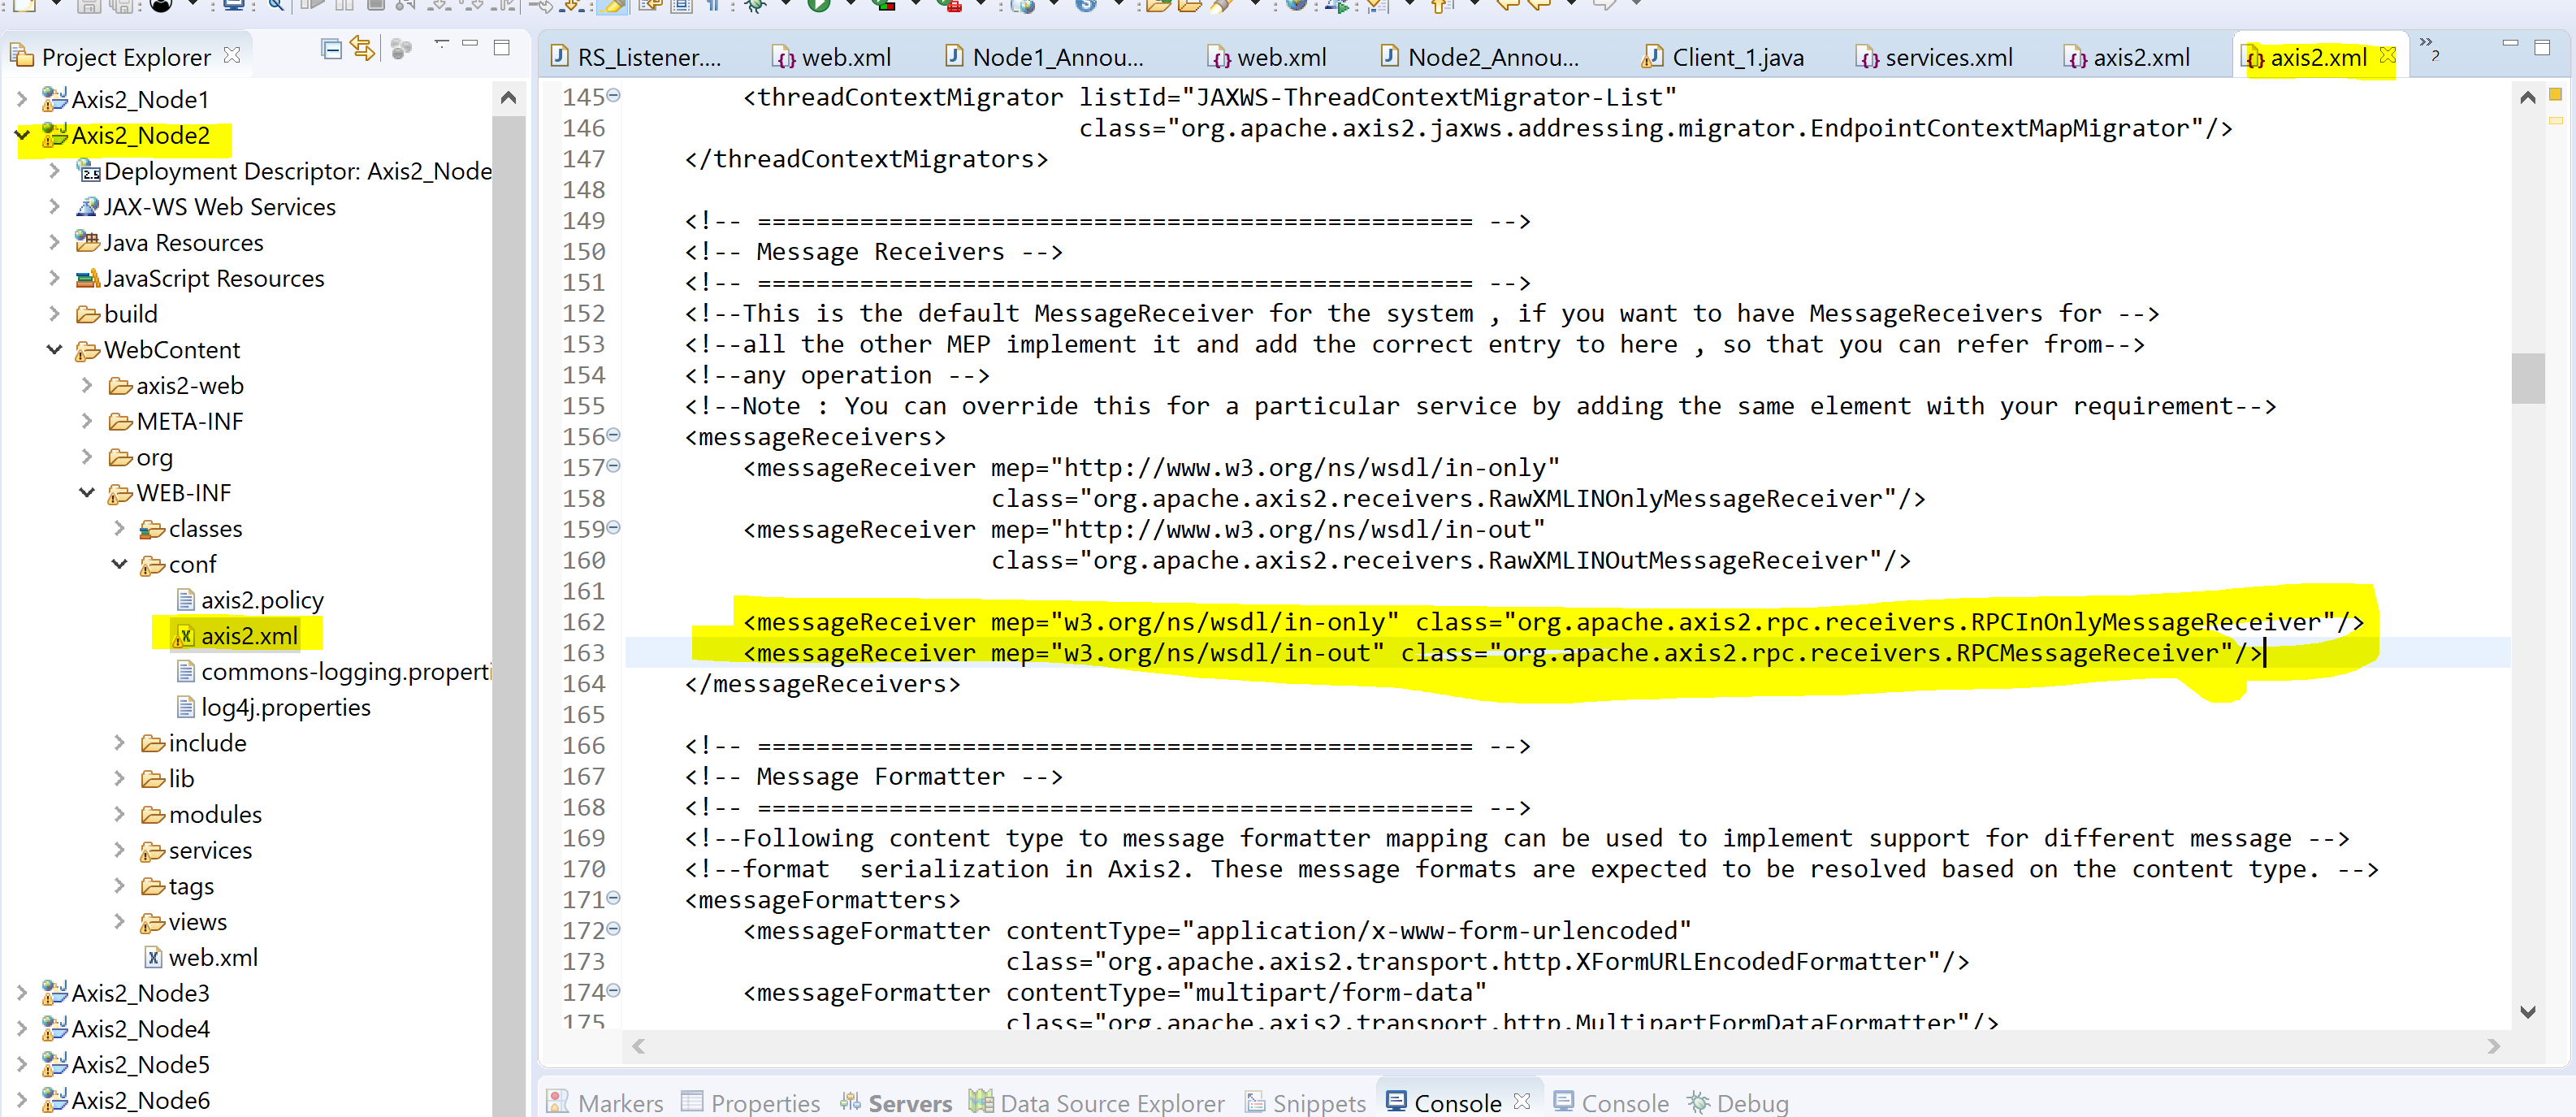 Project Explorer
Axis2_Node1
Axis2_Node2
Deployment Descriptor: Axis2_Node
JAX-WS Web Services
Java Resources
JavaScript Resources
build
WebContent
axis2-web
META-INF
org
WEB-INF
classes
conf
axis2.policy
axis2.xml
commons-logging.properti
log4j.properties
include
lib
modules
services
tags
views
web.xml
Axis2_Node3
Axis2_Node4
Axis2_Node5
Axis2_Node6
RS_Listener.... web.xml Node1_Annou... web.xml Node2_Annou... Client_1.java services.xml axis2.xml axis2.xml »2
145 <threadContextMigrator listId="JAXWS-ThreadContextMigrator-List"
146 class="org.apache.axis2.jaxws.addressing.migrator.EndpointContextMapMigrator"/>
147 </threadContextMigrators>
148
149 <!-- ================================================= -->
150 <!-- Message Receivers -->
151 <!-- ================================================= -->
152 <!--This is the default MessageReceiver for the system , if you want to have MessageReceivers for -->
153 <!--all the other MEP implement it and add the correct entry to here , so that you can refer from-->
154 <!--any operation -->
155 <!--Note : You can override this for a particular service by adding the same element with your requirement-->
156 <messageReceivers>
157 <messageReceiver mep="http://www.w3.org/ns/wsdl/in-only"
158 class="org.apache.axis2.receivers.RawXMLINOnlyMessageReceiver"/>
159 <messageReceiver mep="http://www.w3.org/ns/wsdl/in-out"
160 class="org.apache.axis2.receivers.RawXMLINOutMessageReceiver"/>
161
162 <messageReceiver mep="w3.org/ns/wsdl/in-only" class="org.apache.axis2.rpc.receivers.RPCInOnlyMessageReceiver"/>
163 <messageReceiver mep="w3.org/ns/wsdl/in-out" class="org.apache.axis2.rpc.receivers.RPCMessageReceiver"/>
164 </messageReceivers>
165
166 <!-- ================================================= -->
167 <!-- Message Formatter -->
168 <!-- ================================================= -->
169 <!--Following content type to message formatter mapping can be used to implement support for different message -->
170 <!--format  serialization in Axis2. These message formats are expected to be resolved based on the content type. -->
171 <messageFormatters>
172 <messageFormatter contentType="application/x-www-form-urlencoded"
173 class="org.apache.axis2.transport.http.XFormURLEncodedFormatter"/>
174 <messageFormatter contentType="multipart/form-data"
175 class="org.apache.axis2.transport.http.MultipartFormDataFormatter"/>
Markers Properties Servers Data Source Explorer Snippets Console Console Debug